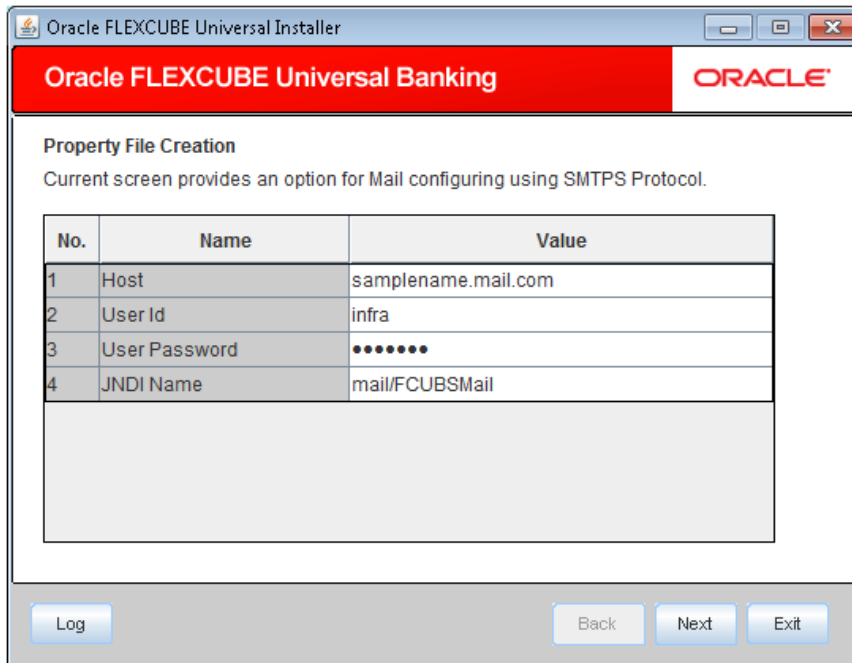 Oracle FLEXCUBE Universal Installer
Oracle FLEXCUBE Universal Banking ORACLE
Property File Creation
Current screen provides an option for Mail configuring using SMTPS Protocol.
No. Name Value
1 Host samplename.mail.com
2 User Id infra
3 User Password •••••••
4 JNDI Name mail/FCUBSMail
Log Back Next Exit